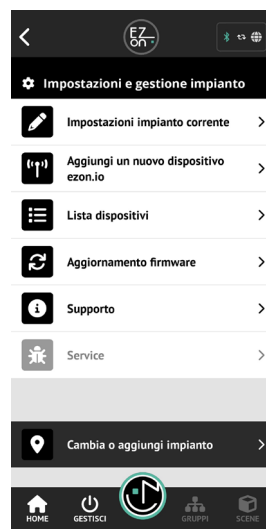 EZ
on
Impostazioni e gestione impianto
Impostazioni impianto corrente
Aggiungi un nuovo dispositivo
ezon.io
Lista dispositivi
Aggiornamento firmware
Supporto
Service
Cambia o aggiungi impianto
HOME GESTISCI GRUPPI SCENE